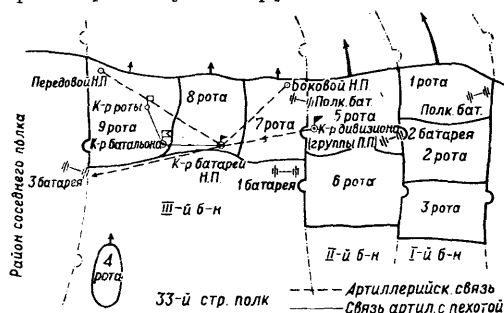 Передовой Н.П.
Боковой Н.П.
1 рота
8 рота
Полк. бат.
Полк. бат.
К-р роты
9 рота
7 рота
5 рота
К-р дивизиона
(группы П.П.)
2 батарея
К-р батальона
2 рота
К-р батареи
Н.П.
3 батарея
1 батарея
6 рота
3 рота
III-й б-н
II-й б-н
I-й б-н
Район соседнего полка
4
рота
33-й стр. полк
Артиллерийск. связь
Связь артил. с пехотой